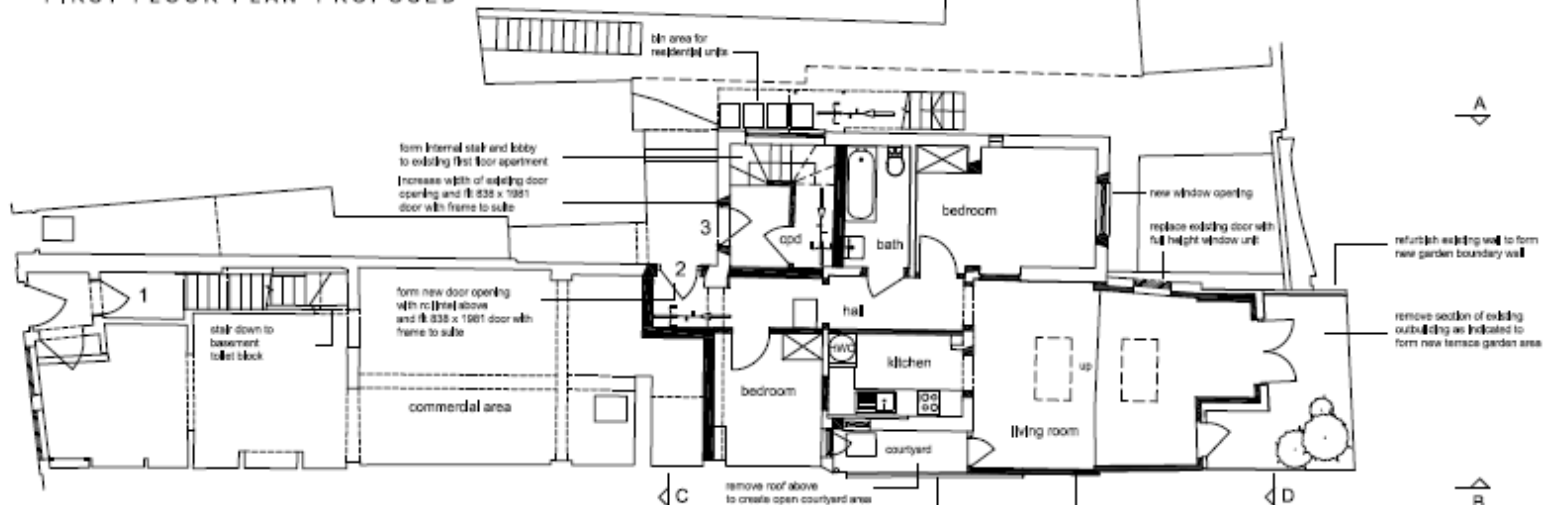 FIRST FLOOR PLAN PROPOSED
bin area for
residential units
A
form internal stair and lobby
to existing first floor apartment
increase width of existing door
opening and fit 838 x 1981
door with frame to suite
3
cpd
bath
bedroom
new window opening
replace existing door with
full height window unit
refurbish existing wall to form
new garden boundary wall
1
2
form new door opening
with rc lintel above
and fit 838 x 1981 door with
frame to suite
hall
stair down to
basement
toilet block
remove section of existing
outbuilding as indicated to
form new terrace garden area
HWC
kitchen
up
bedroom
commercial area
living room
courtyard
remove roof above
to create open courtyard area
C
D
B